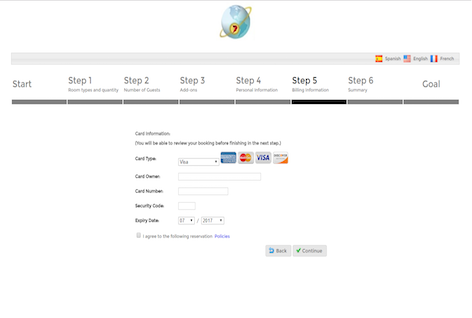 Spanish English French
Start Step 1 Step 2 Step 3 Step 4 Step 5 Step 6 Goal
Room types and quantity Number of Guests Add-ons Personal Information Billing Information Summary
Card Information.
(You will be able to review your booking before finishing in the next step.)
Card Type: Visa VISA
Card Owner:
Card Number:
Security Code:
Expiry Date: 07 / 2017
I agree to the following reservation Policies
Back Continue